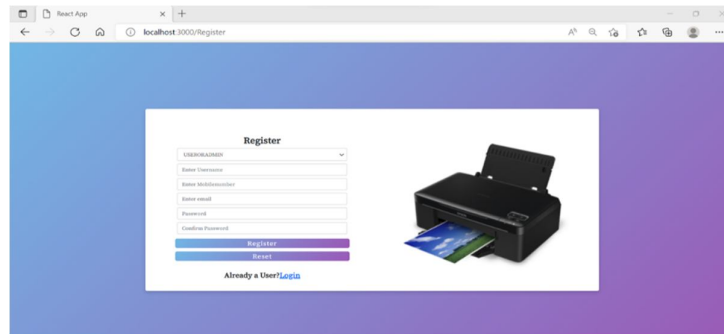 React App
localhost:3000/Register
Register
USERORADMIN
Enter Username
Enter Mobilenumber
Enter email
Password
Confirm Password
Register
Reset
Already a User?Login